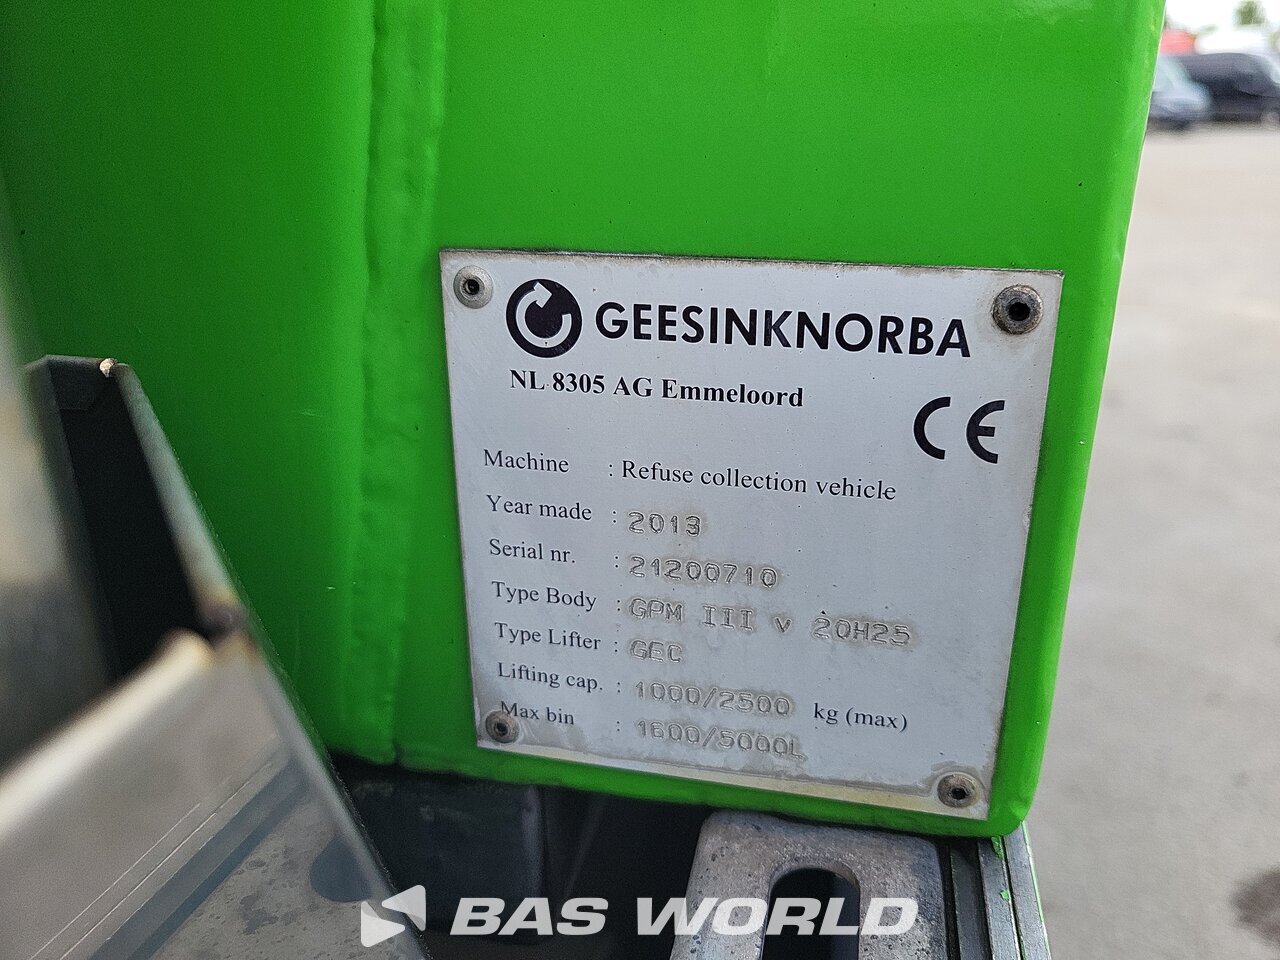 GEESINKNORBA
NL 8305 AG Emmeloord
CE
Machine : Refuse collection vehicle
Year made : 2013
Serial nr. : 21200710
Type Body : GPM III v 20H25
Type Lifter : GEC
Lifting cap. : 1000/2500 kg (max)
Max bin : 1600/5000L
BAS WORLD